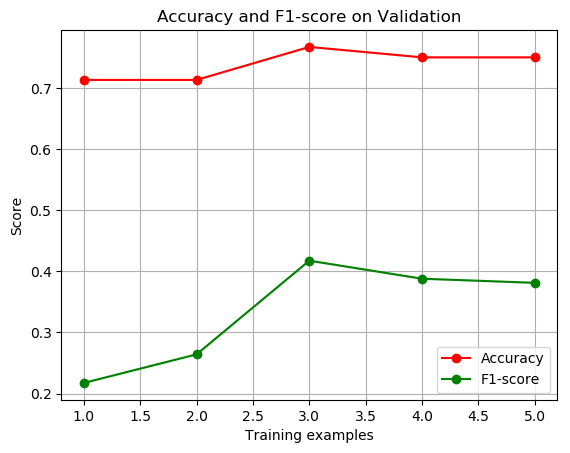 Accuracy and F1-score on Validation
Score
0.7
0.6
0.5
0.4
0.3
0.2
Accuracy
F1-score
1.0 1.5 2.0 2.5 3.0 3.5 4.0 4.5 5.0
Training examples